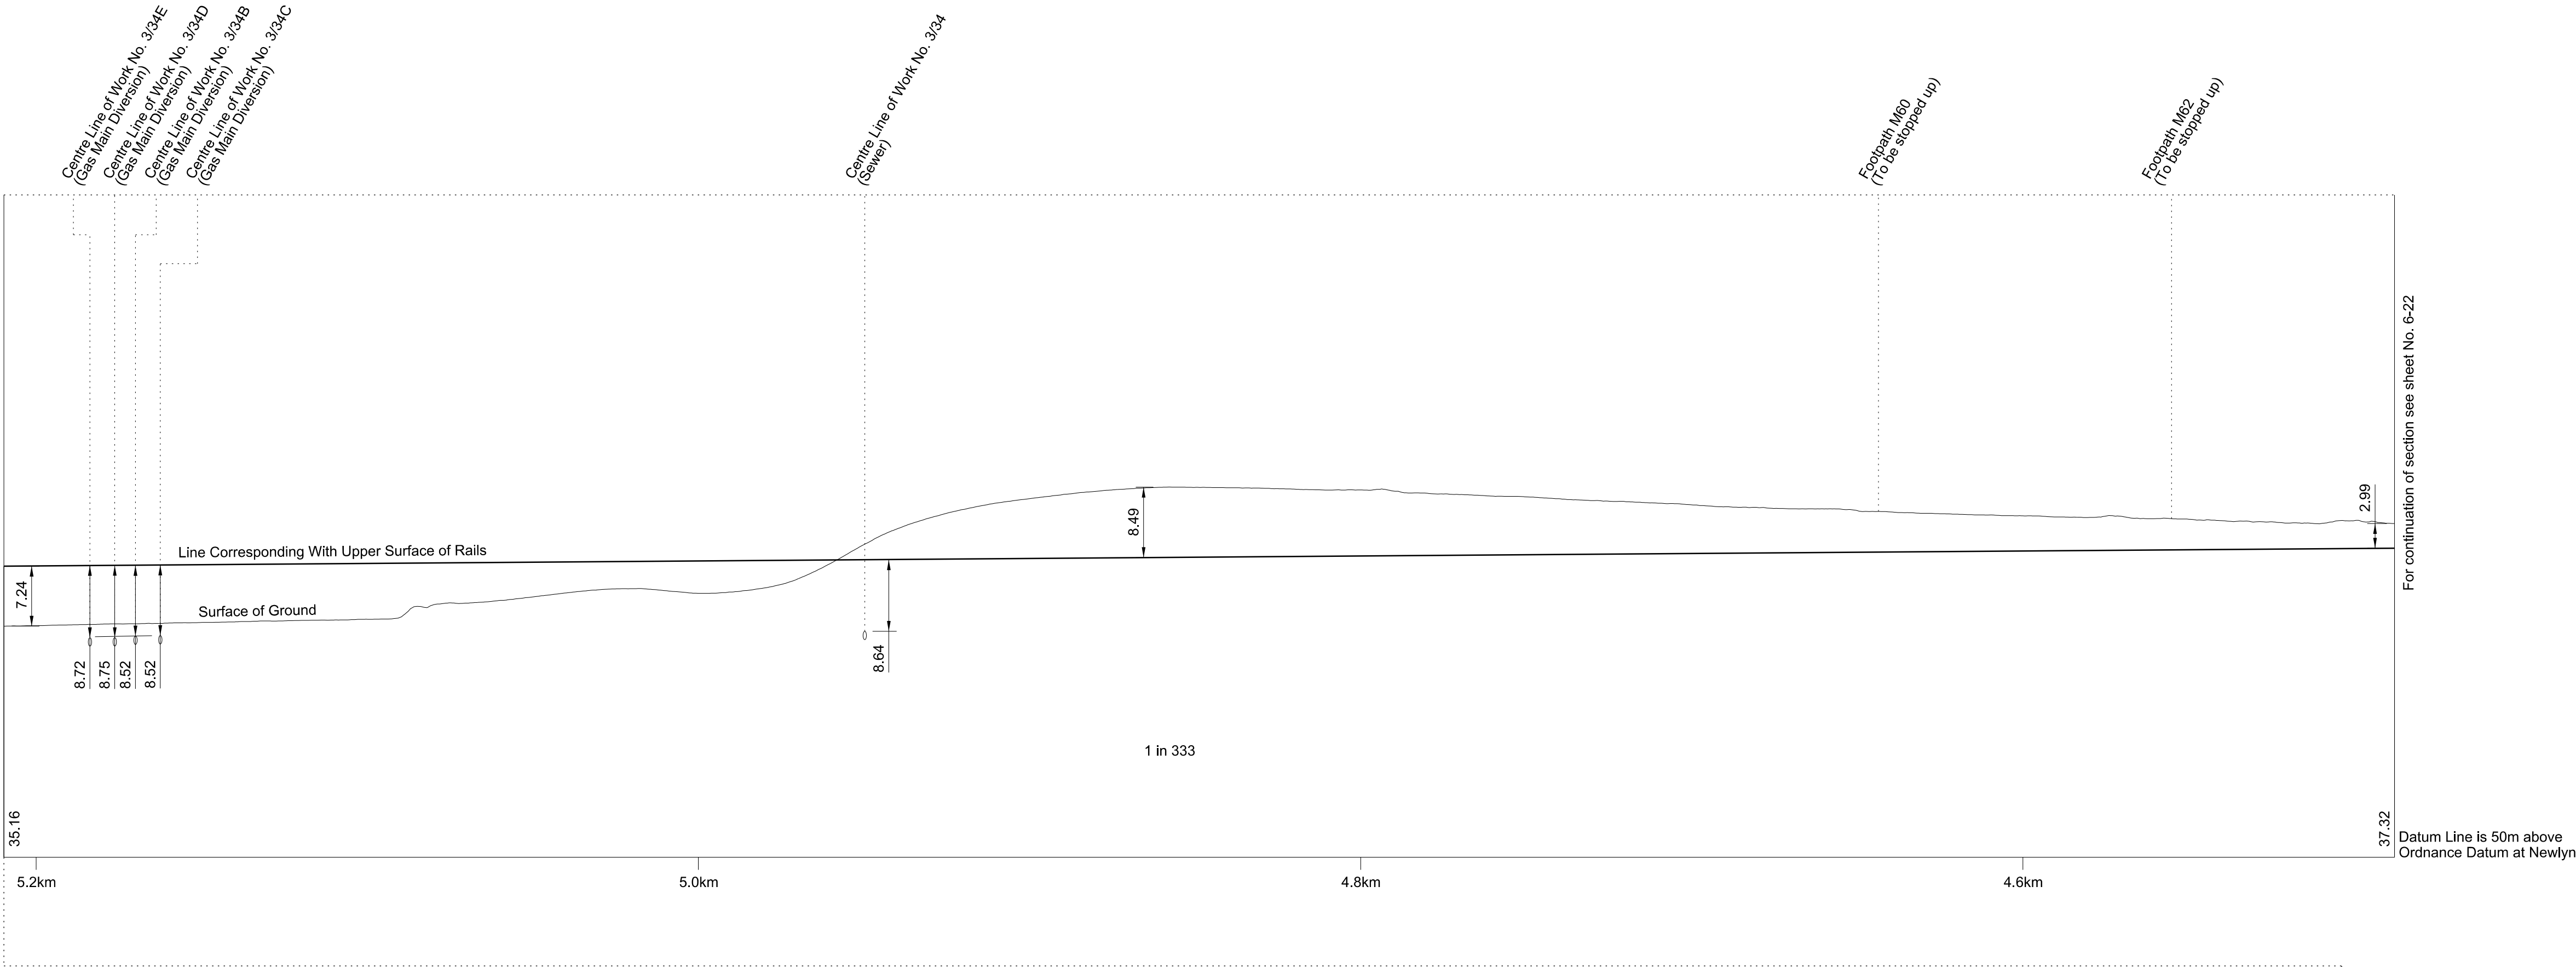 Centre Line of Work No. 3/34E
(Gas Main Diversion)
Centre Line of Work No. 3/34D
(Gas Main Diversion)
Centre Line of Work No. 3/34B
(Gas Main Diversion)
Centre Line of Work No. 3/34C
(Gas Main Diversion)
Centre Line of Work No. 3/34
(Sewer)
Footpath M60
(To be stopped up)
Footpath M62
(To be stopped up)
For continuation of section see sheet No. 6-22
2.99
8.49
Line Corresponding With Upper Surface of Rails
7.24
Surface of Ground
8.72
8.75
8.52
8.52
8.64
1 in 333
35.16
37.32
Datum Line is 50m above
Ordnance Datum at Newlyn
5.2km
5.0km
4.8km
4.6km